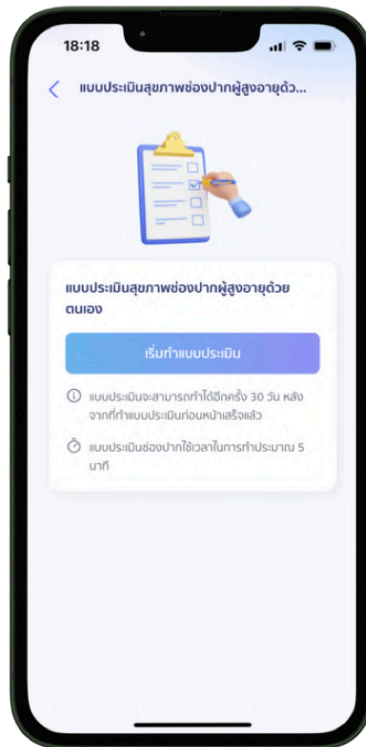 18:18
แบบประเมินสุขภาพช่องปากผู้สูงอายุด้ว...
แบบประเมินสุขภาพช่องปากผู้สูงอายุด้วย
ตนเอง
เริ่มทำแบบประเมิน
แบบประเมินจะสามารถทำได้อีกครั้ง 30 วัน หลัง
จากที่ทำแบบประเมินก่อนหน้าเสร็จแล้ว
แบบประเมินช่องปากใช้เวลาในการทำประมาณ 5
นาที